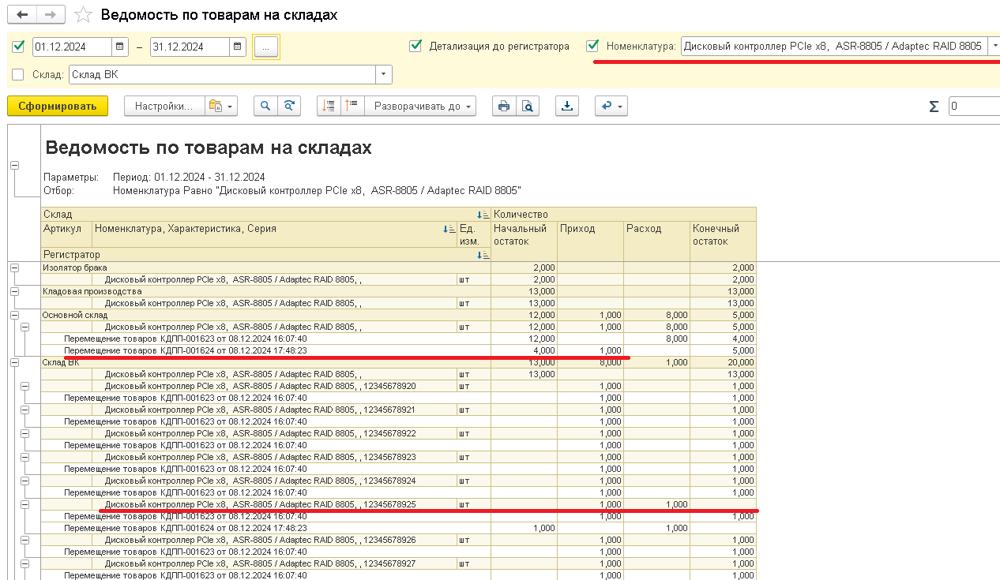 Ведомость по товарам на складах
01.12.2024 – 31.12.2024 ... Детализация до регистратора Номенклатура: Дисковый контроллер PCIe x8, ASR-8805 / Adaptec RAID 8805
Склад: Склад ВК
Сформировать Настройки... Разворачивать до Σ 0
Ведомость по товарам на складах
Параметры: Период: 01.12.2024 - 31.12.2024
Отбор: Номенклатура Равно "Дисковый контроллер PCIe x8, ASR-8805 / Adaptec RAID 8805"
Склад Количество
Артикул Номенклатура, Характеристика, Серия Ед. изм. Начальный остаток Приход Расход Конечный остаток
Регистратор
Изолятор брака 2,000 2,000
Дисковый контроллер PCIe x8, ASR-8805 / Adaptec RAID 8805, , шт 2,000 2,000
Кладовая производства 13,000 13,000
Дисковый контроллер PCIe x8, ASR-8805 / Adaptec RAID 8805, , шт 13,000 13,000
Основной склад 12,000 1,000 8,000 5,000
Дисковый контроллер PCIe x8, ASR-8805 / Adaptec RAID 8805, , шт 12,000 1,000 8,000 5,000
Перемещение товаров КДПП-001623 от 08.12.2024 16:07:40 12,000 8,000 4,000
Перемещение товаров КДПП-001624 от 08.12.2024 17:48:23 4,000 1,000 5,000
Склад ВК 13,000 8,000 1,000 20,000
Дисковый контроллер PCIe x8, ASR-8805 / Adaptec RAID 8805, , шт 13,000 13,000
Дисковый контроллер PCIe x8, ASR-8805 / Adaptec RAID 8805, , 12345678920 шт 1,000 1,000
Перемещение товаров КДПП-001623 от 08.12.2024 16:07:40 1,000 1,000
Дисковый контроллер PCIe x8, ASR-8805 / Adaptec RAID 8805, , 12345678921 шт 1,000 1,000
Перемещение товаров КДПП-001623 от 08.12.2024 16:07:40 1,000 1,000
Дисковый контроллер PCIe x8, ASR-8805 / Adaptec RAID 8805, , 12345678922 шт 1,000 1,000
Перемещение товаров КДПП-001623 от 08.12.2024 16:07:40 1,000 1,000
Дисковый контроллер PCIe x8, ASR-8805 / Adaptec RAID 8805, , 12345678923 шт 1,000 1,000
Перемещение товаров КДПП-001623 от 08.12.2024 16:07:40 1,000 1,000
Дисковый контроллер PCIe x8, ASR-8805 / Adaptec RAID 8805, , 12345678924 шт 1,000 1,000
Перемещение товаров КДПП-001623 от 08.12.2024 16:07:40 1,000 1,000
Дисковый контроллер PCIe x8, ASR-8805 / Adaptec RAID 8805, , 12345678925 шт 1,000 1,000
Перемещение товаров КДПП-001623 от 08.12.2024 16:07:40 1,000 1,000
Перемещение товаров КДПП-001624 от 08.12.2024 17:48:23 1,000 1,000
Дисковый контроллер PCIe x8, ASR-8805 / Adaptec RAID 8805, , 12345678926 шт 1,000 1,000
Перемещение товаров КДПП-001623 от 08.12.2024 16:07:40 1,000 1,000
Дисковый контроллер PCIe x8, ASR-8805 / Adaptec RAID 8805, , 12345678927 шт 1,000 1,000
Перемещение товаров КДПП-001623 от 08.12.2024 16:07:40 1,000 1,000